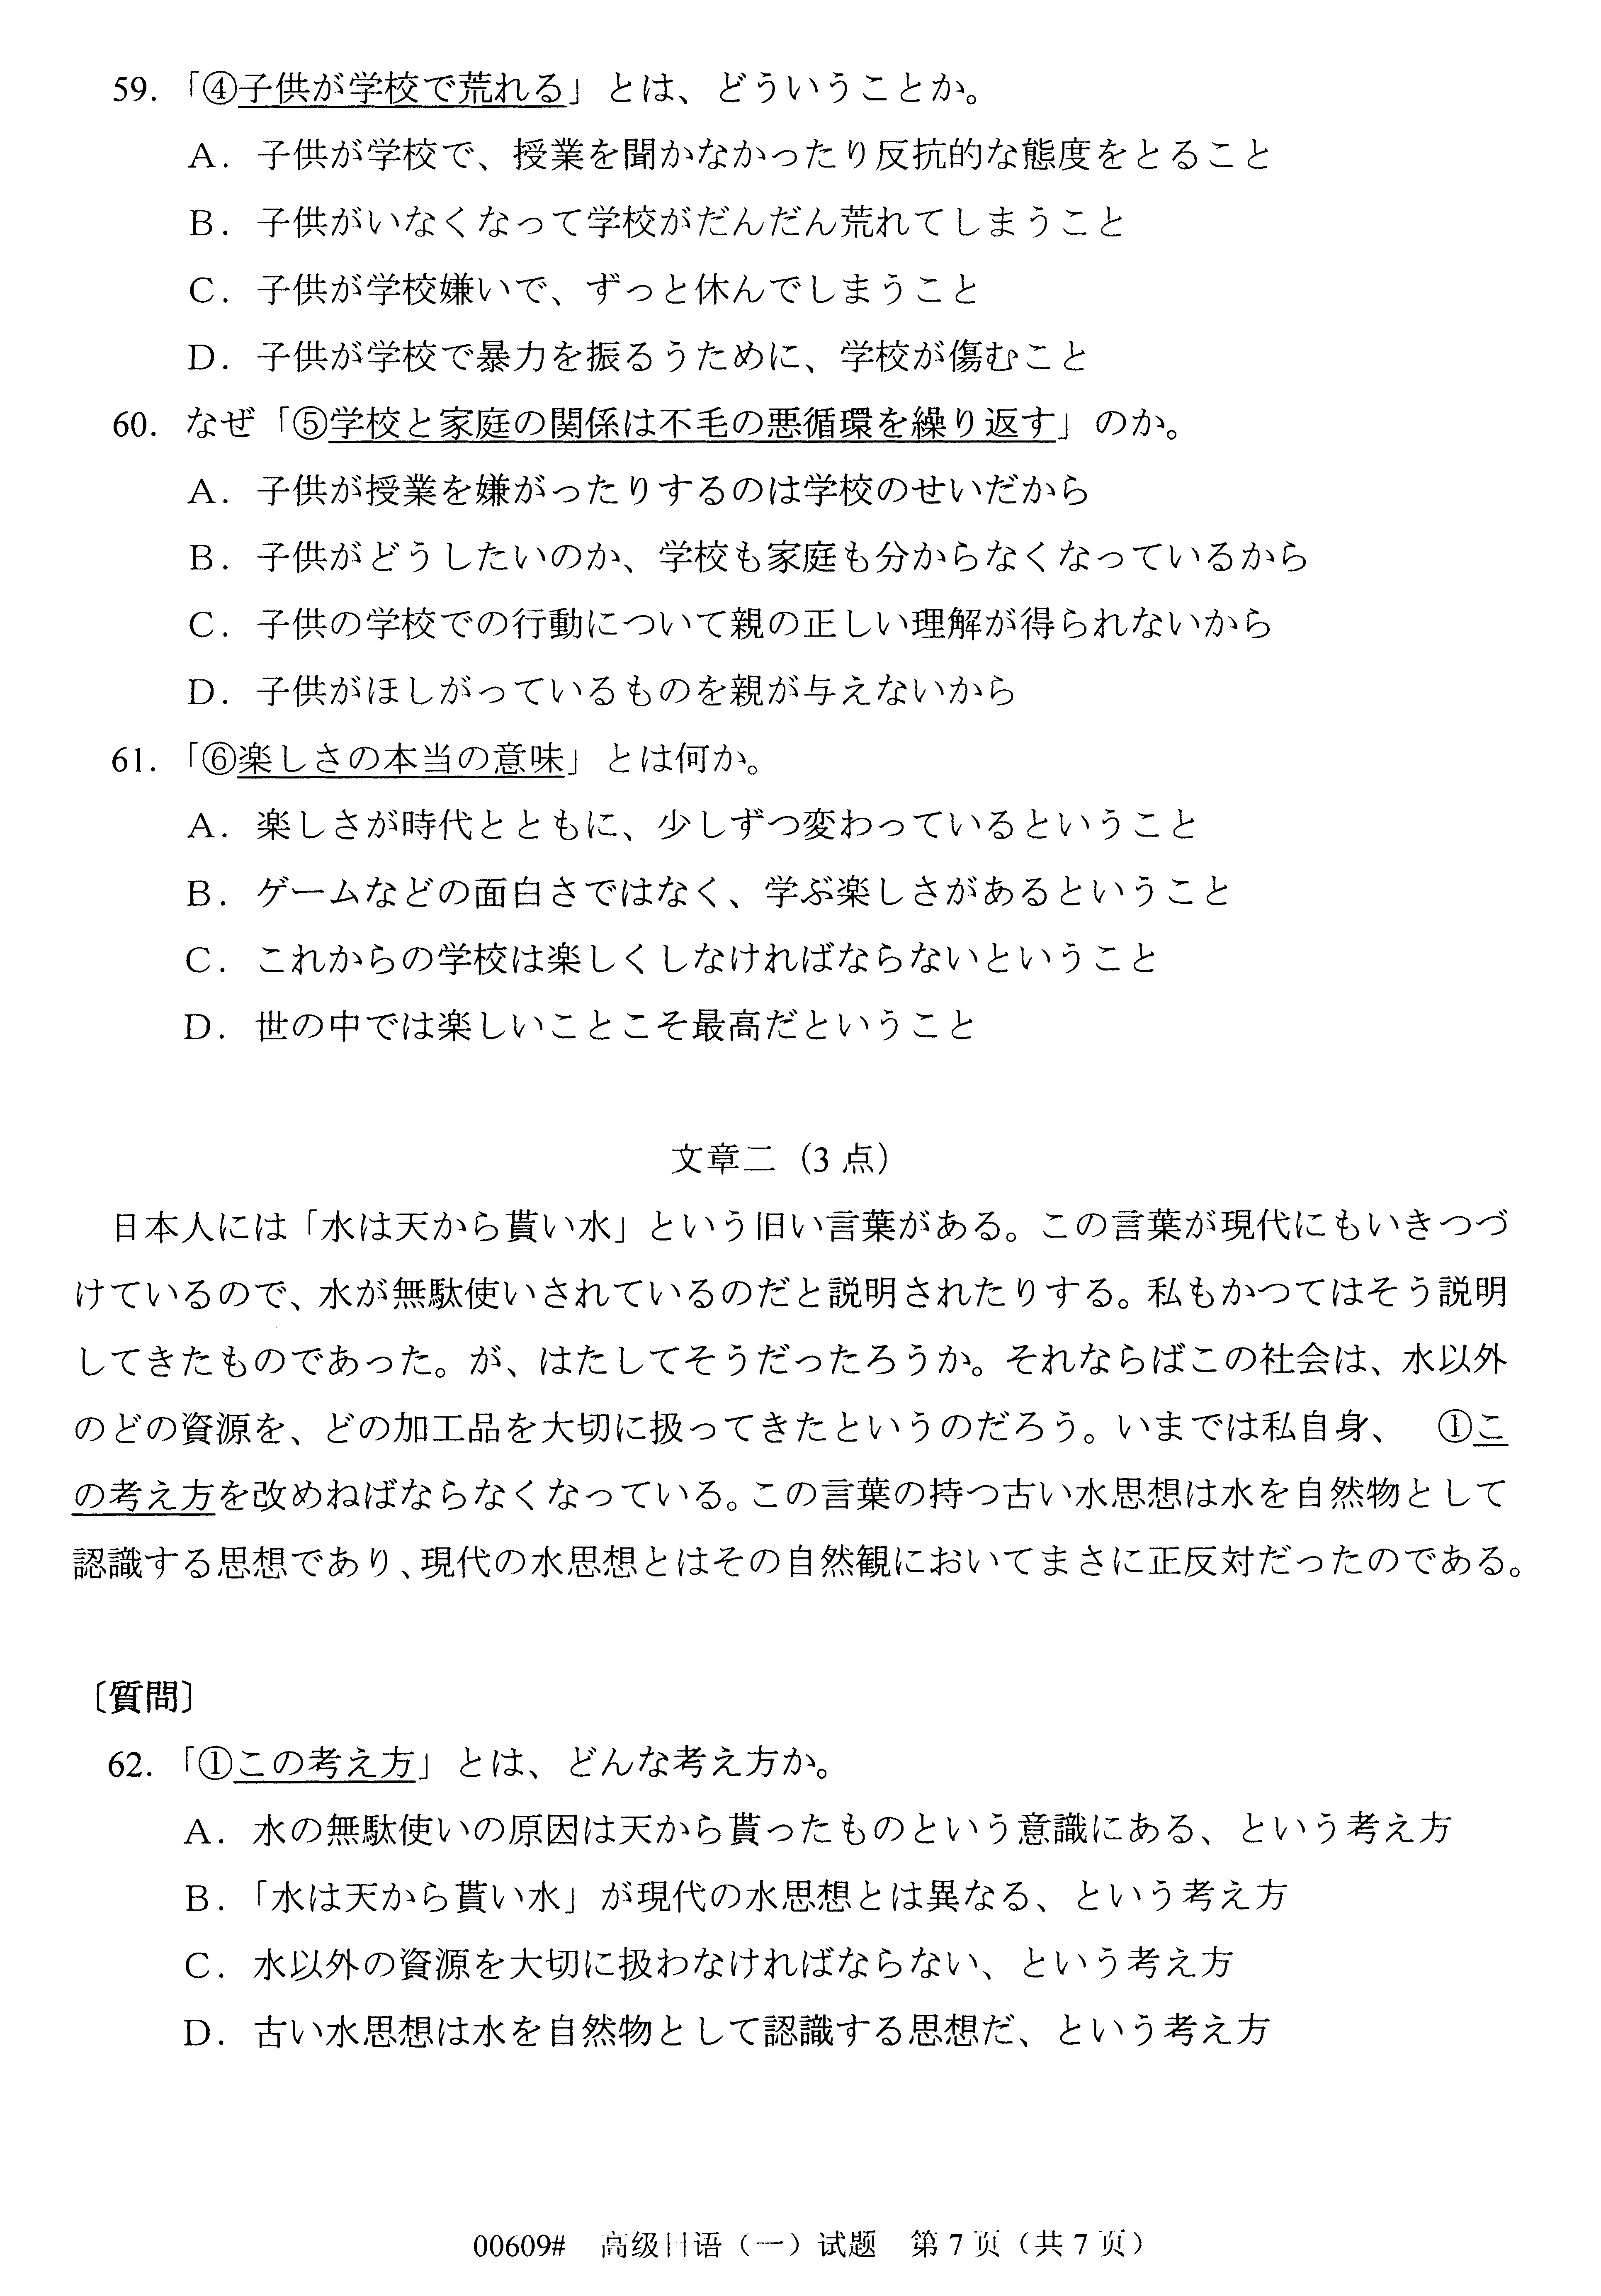 59. 「④子供が学校で荒れる」とは、どういうことか。
A. 子供が学校で、授業を聞かなかったり反抗的な態度をとること
B. 子供がいなくなって学校がだんだん荒れてしまうこと
C. 子供が学校嫌いで、ずっと休んでしまうこと
D. 子供が学校で暴力を振るうために、学校が傷むこと
60. なぜ「⑤学校と家庭の関係は不毛の悪循環を繰り返す」のか。
A. 子供が授業を嫌がったりするのは学校のせいだから
B. 子供がどうしたいのか、学校も家庭も分からなくなっているから
C. 子供の学校での行動について親の正しい理解が得られないから
D. 子供がほしがっているものを親が与えないから
61. 「⑥楽しさの本当の意味」とは何か。
A. 楽しさが時代とともに、少しずつ変わっているということ
B. ゲームなどの面白さではなく、学ぶ楽しさがあるということ
C. これからの学校は楽しくしなければならないということ
D. 世の中では楽しいことこそ最高だということ
文章二（3 点）
日本人には「水は天から貰い水」という旧い言葉がある。この言葉が現代にもいきつづ
けているので、水が無駄使いされているのだと説明されたりする。私もかつてはそう説明
してきたものであった。が、はたしてそうだったろうか。それならばこの社会は、水以外
のどの資源を、どの加工品を大切に扱ってきたというのだろう。いまでは私自身、 ①こ
の考え方を改めねばならなくなっている。この言葉の持つ古い水思想は水を自然物として
認識する思想であり、現代の水思想とはその自然観においてまさに正反対だったのである。
〔質問〕
62. 「①この考え方」とは、どんな考え方か。
A. 水の無駄使いの原因は天から貰ったものという意識にある、という考え方
B. 「水は天から貰い水」が現代の水思想とは異なる、という考え方
C. 水以外の資源を大切に扱わなければならない、という考え方
D. 古い水思想は水を自然物として認識する思想だ、という考え方
00609# 高级日语（一）试题 第 7 页（共 7 页）